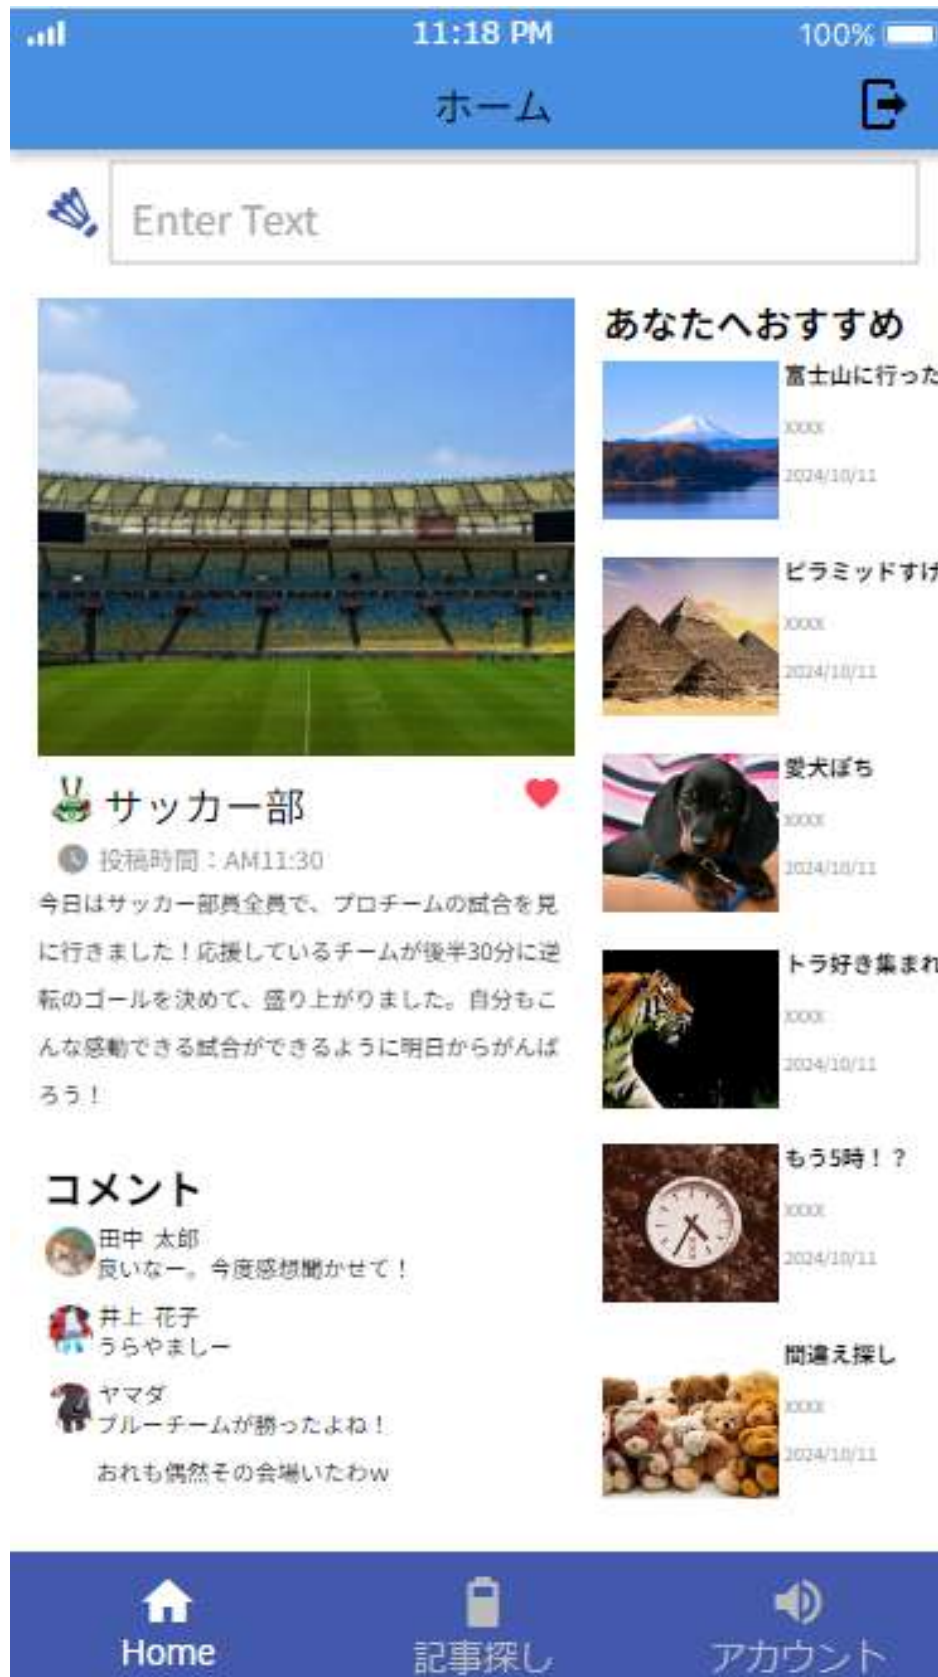 11:18 PM
100%
ホーム
Enter Text
サッカー部
投稿時間：AM11:30
今日はサッカー部員全員で、プロチームの試合を見
に行きました！応援しているチームが後半30分に逆
転のゴールを決めて、盛り上がりました。自分もこ
んな感動できる試合ができるように明日からがんば
ろう！
コメント
田中 太郎
良いなー。今度感想聞かせて！
井上 花子
うらやましー
ヤマダ
ブルーチームが勝ったよね！
おれも偶然その会場いたわw
あなたへおすすめ
富士山に行った
xxxx
2024/10/11
ピラミッドすげ
xxxx
2024/10/11
愛犬ぽち
xxxx
2024/10/11
トラ好き集まれ
xxxx
2024/10/11
もう5時！？
xxxx
2024/10/11
間違え探し
xxxx
2024/10/11
Home
記事探し
アカウント